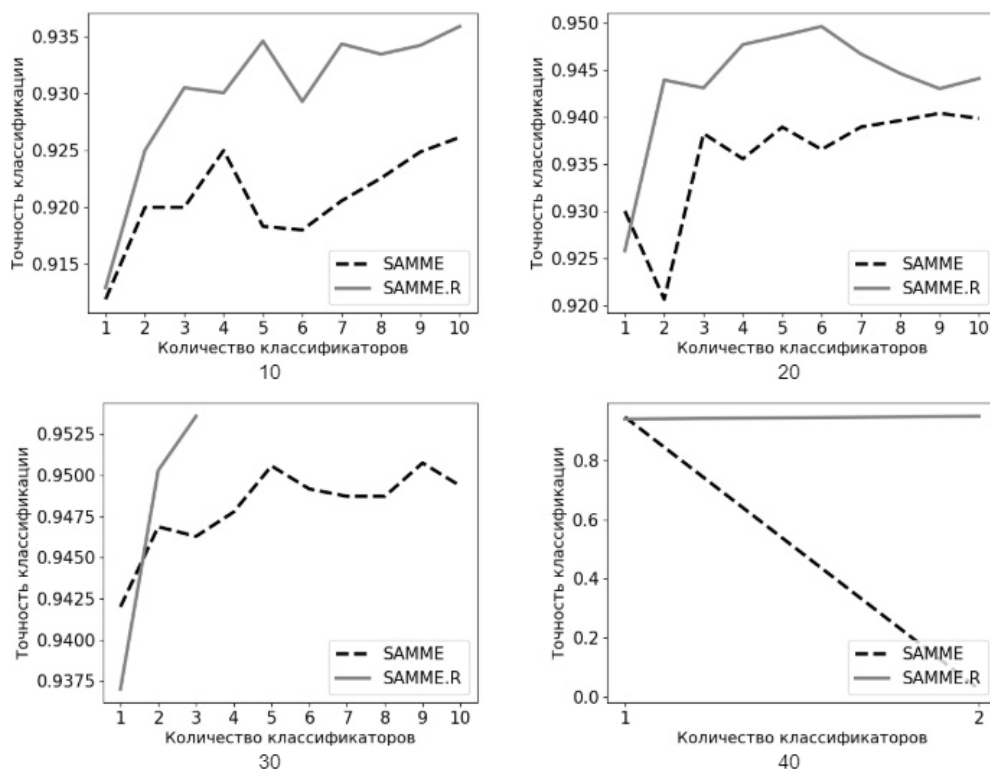 Точность классификации
0.935
0.930
0.925
0.920
0.915
SAMME
SAMME.R
1 2 3 4 5 6 7 8 9 10
Количество классификаторов
10
Точность классификации
0.950
0.945
0.940
0.935
0.930
0.925
0.920
SAMME
SAMME.R
1 2 3 4 5 6 7 8 9 10
Количество классификаторов
20
Точность классификации
0.9525
0.9500
0.9475
0.9450
0.9425
0.9400
0.9375
SAMME
SAMME.R
1 2 3 4 5 6 7 8 9 10
Количество классификаторов
30
Точность классификации
0.8
0.6
0.4
0.2
0.0
SAMME
SAMME.R
1 2
Количество классификаторов
40